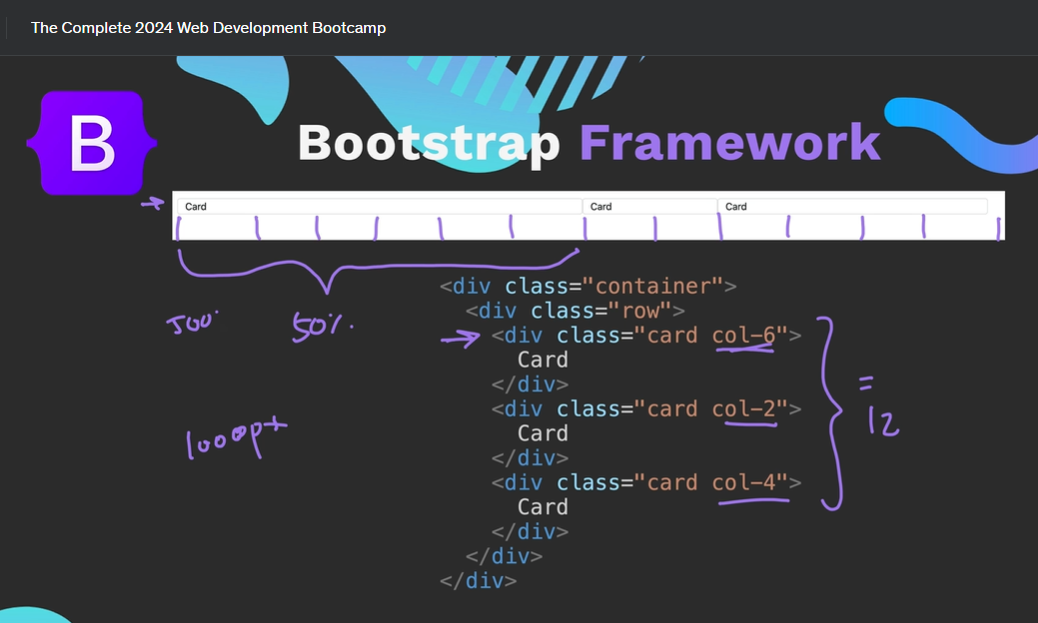 The Complete 2024 Web Development Bootcamp
B
Bootstrap Framework
Card Card Card
<div class="container">
<div class="row">
<div class="card col-6">
Card
</div>
<div class="card col-2">
Card
</div>
<div class="card col-4">
Card
</div>
</div>
</div>
500
50%.
1000p+
=
12